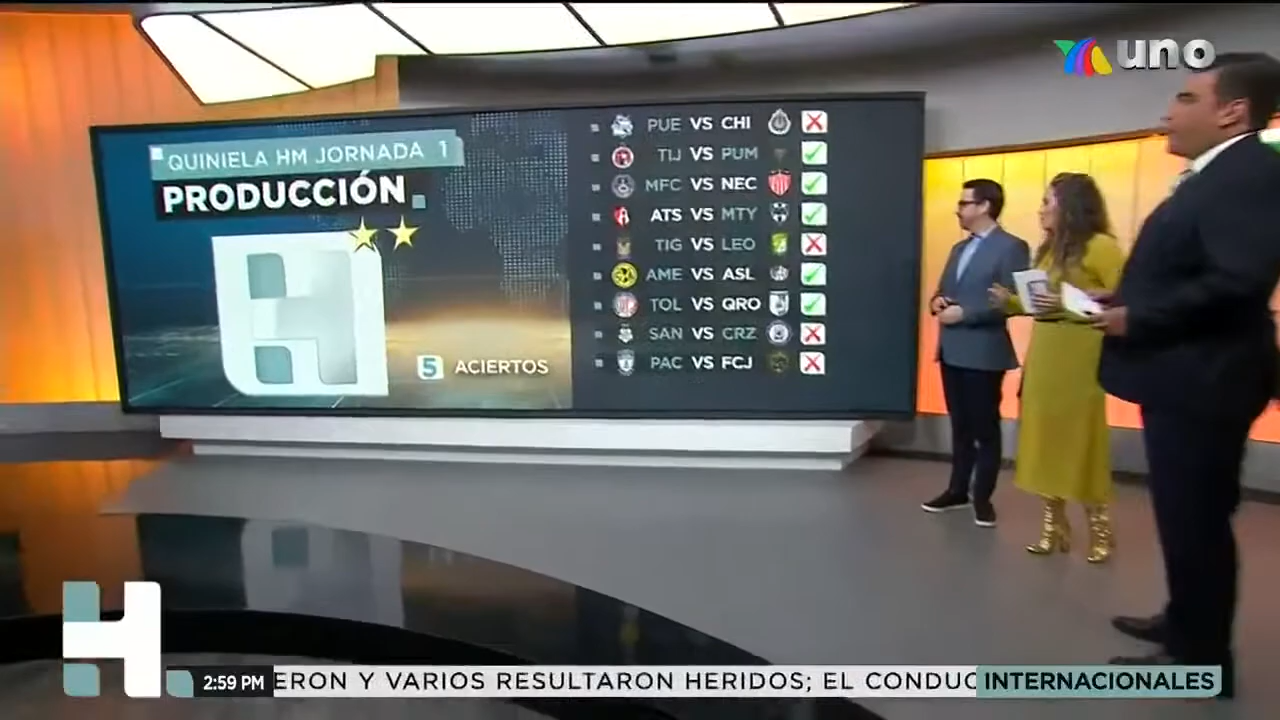 uno
QUINIELA HM JORNADA 1
PRODUCCIÓN
5 ACIERTOS
PUE VS CHI
TIJ VS PUM
MFC VS NEC
ATS VS MTY
TIG VS LEO
AME VS ASL
TOL VS QRO
SAN VS CRZ
PAC VS FCJ
H
2:59 PM
ERON Y VARIOS RESULTARON HERIDOS; EL CONDUC
INTERNACIONALES